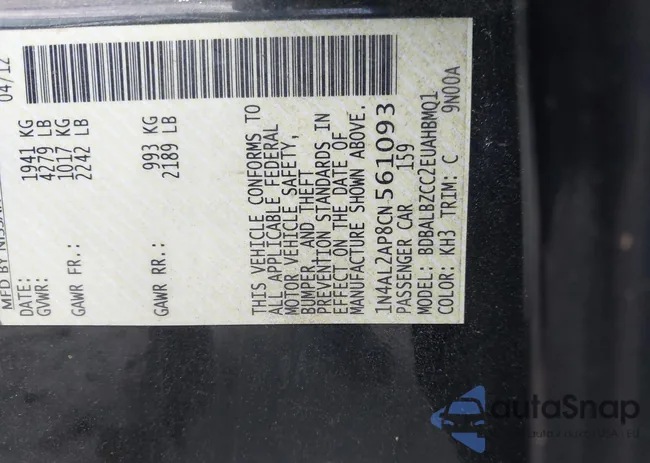 MFD BY NISSAN
DATE: 04/12
GVWR: 1941 KG
4279 LB
GAWR FR.: 1017 KG
2242 LB
GAWR RR.: 993 KG
2189 LB
THIS VEHICLE CONFORMS TO
ALL APPLICABLE FEDERAL
MOTOR VEHICLE SAFETY,
BUMPER, AND THEFT
PREVENTION STANDARDS IN
EFFECT ON THE DATE OF
MANUFACTURE SHOWN ABOVE.
1N4AL2AP8CN561093
PASSENGER CAR 159
MODEL: BDBALBZCC2EUAHBMQ1
COLOR: KH3 TRIM: C 9N00A
autoSnap